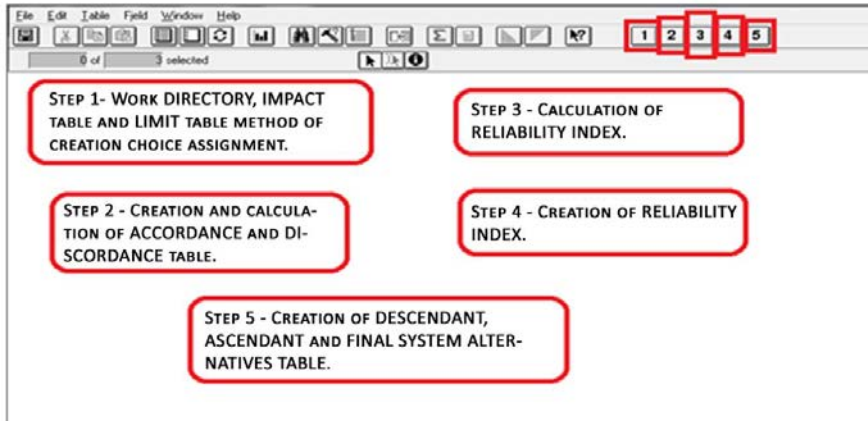 File Edit Table Field Window Help
1 2 3 4 5
0 of 3 selected
STEP 1- WORK DIRECTORY, IMPACT
TABLE AND LIMIT TABLE METHOD OF
CREATION CHOICE ASSIGNMENT.
STEP 2 - CREATION AND CALCULA-
TION OF ACCORDANCE AND DI-
SCORDANCE TABLE.
STEP 3 - CALCULATION OF
RELIABILITY INDEX.
STEP 4 - CREATION OF RELIABILITY
INDEX.
STEP 5 - CREATION OF DESCENDANT,
ASCENDANT AND FINAL SYSTEM ALTER-
NATIVES TABLE.